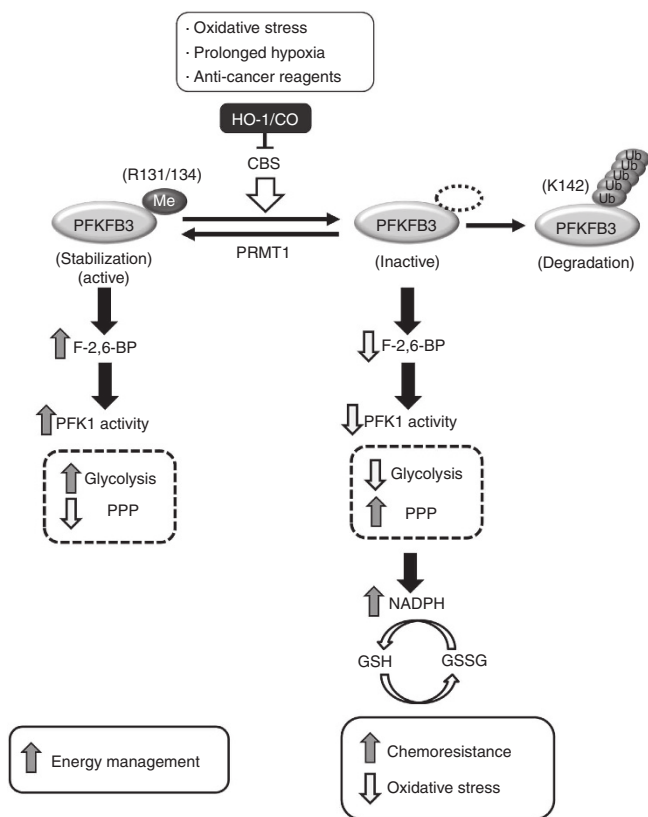 · Oxidative stress
· Prolonged hypoxia
· Anti-cancer reagents
HO-1/CO
CBS
(R131/134)
Me
PFKFB3
(Stabilization)
(active)
PRMT1
PFKFB3
(Inactive)
(K142)
Ub
Ub
Ub
Ub
Ub
PFKFB3
(Degradation)
F-2,6-BP
PFK1 activity
Glycolysis
PPP
F-2,6-BP
PFK1 activity
Glycolysis
PPP
NADPH
GSH
GSSG
Energy management
Chemoresistance
Oxidative stress